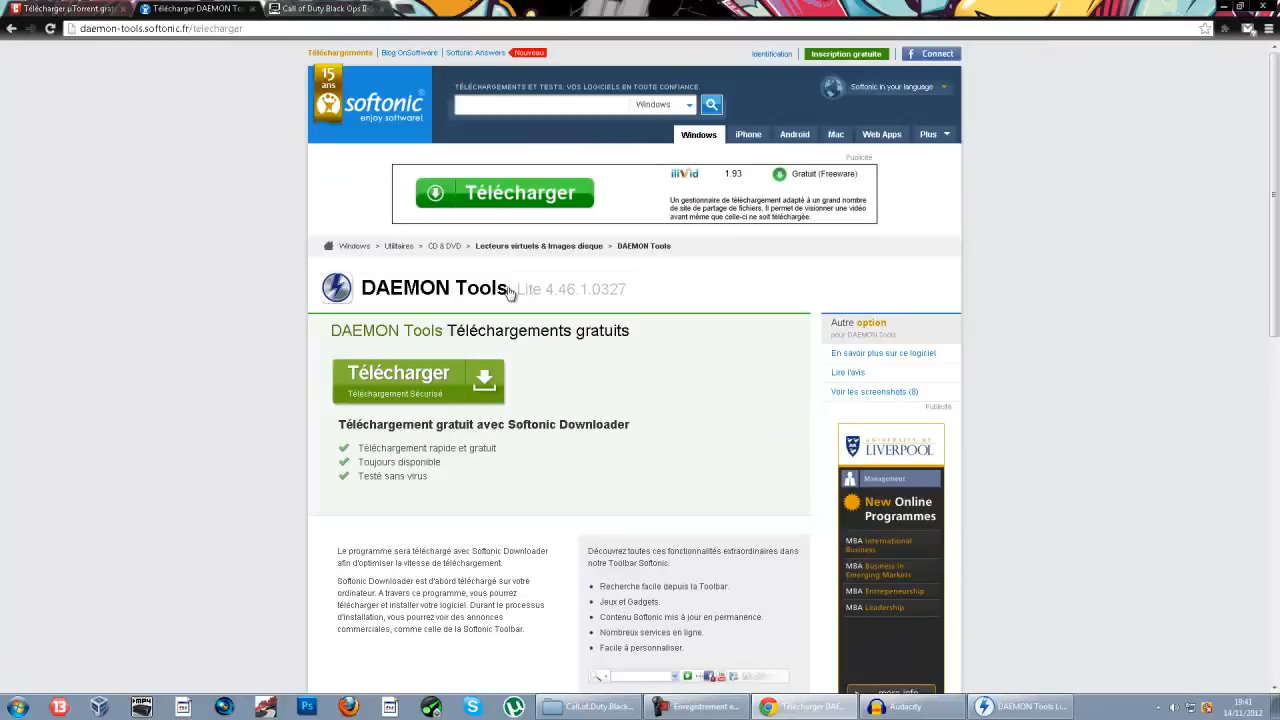 Télécharger µTorrent grat
Télécharger DAEMON To
Call of Duty Black Ops II
daemon-tools.softonic.fr/telecharger
Téléchargements | Blog OnSoftware | Softonic Answers Nouveau
Identification Inscription gratuite f Connect
15 ans
softonic
enjoy software!
TÉLÉCHARGEMENTS ET TESTS: VOS LOGICIELS EN TOUTE CONFIANCE.
Windows
Softonic in your language
Windows iPhone Android Mac Web Apps Plus
Publicité
Télécharger
ilivid 1.93 Gratuit (Freeware)
Un gestionnaire de téléchargement adapté à un grand nombre
de site de partage de fichiers. Il permet de visionner une vidéo
avant même que celle-ci ne soit téléchargée.
Windows > Utilitaires > CD & DVD > Lecteurs virtuels & Images disque > DAEMON Tools
DAEMON Tools Lite 4.46.1.0327
DAEMON Tools Téléchargements gratuits
Télécharger
Téléchargement Sécurisé
Téléchargement gratuit avec Softonic Downloader
Téléchargement rapide et gratuit
Toujours disponible
Testé sans virus
Autre option
pour DAEMON Tools
En savoir plus sur ce logiciel
Lire l'avis
Voir les screenshots (8)
Publicité
UNIVERSITY OF
LIVERPOOL
Management
New Online
Programmes
MBA International
Business
MBA Business in
Emerging Markets
MBA Entrepeneurship
MBA Leadership
more info
Le programme sera téléchargé avec Softonic Downloader
afin d'optimiser la vitesse de téléchargement.
Softonic Downloader est d'abord téléchargé sur votre
ordinateur. A travers ce programme, vous pourrez
télécharger et installer votre logiciel. Durant le processus
d'installation, vous pourrez voir des annonces
commerciales, comme celle de la Softonic Toolbar.
Découvrez toutes ces fonctionnalités extraordinaires dans
notre Toolbar Softonic:
Recherche facile depuis la Toolbar.
Jeux et Gadgets.
Contenu Softonic mis à jour en permanence.
Nombreux services en ligne.
Facile à personnaliser.
Call.of.Duty.Black...
Enregistrement e...
Télécharger DAE...
Audacity
DAEMON Tools Li...
19:41
14/11/2012